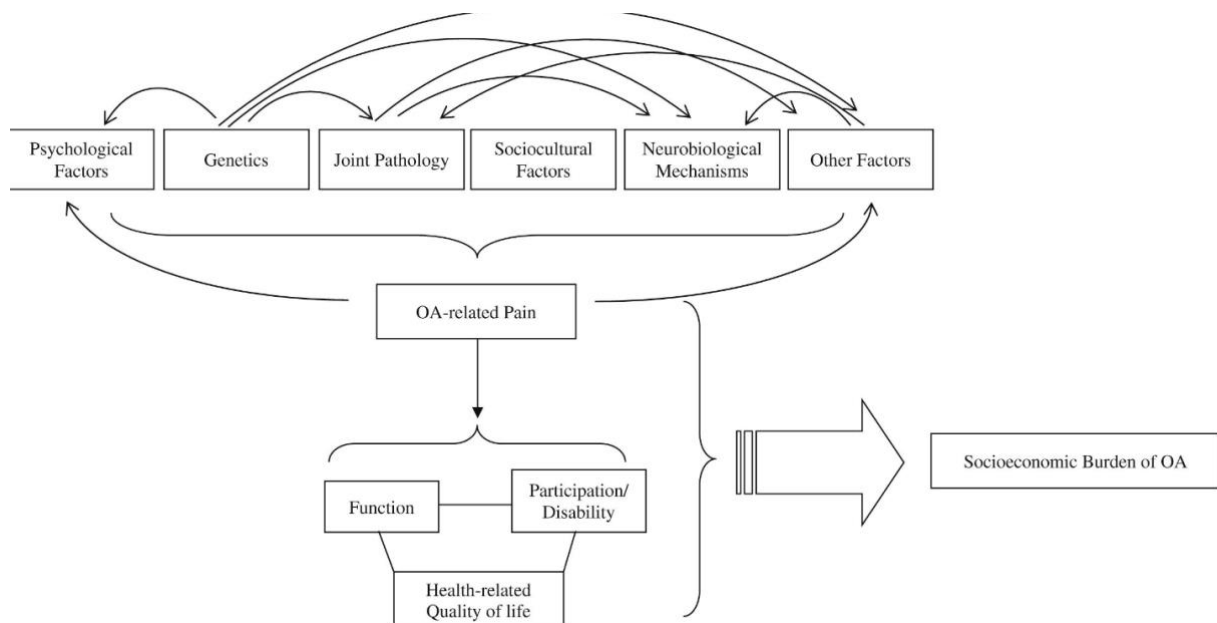 Psychological
Factors
Genetics
Joint Pathology
Sociocultural
Factors
Neurobiological
Mechanisms
Other Factors
OA-related Pain
Function
Participation/
Disability
Health-related
Quality of life
Socioeconomic Burden of OA